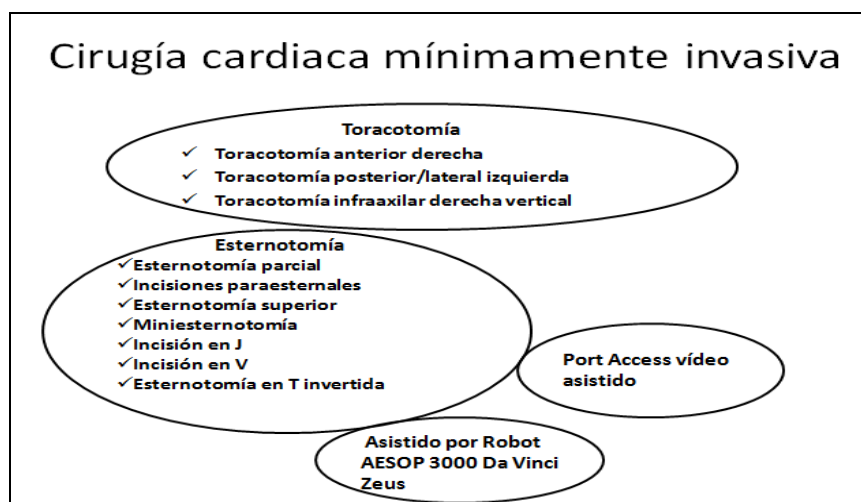 Cirugía cardiaca mínimamente invasiva
Toracotomía
✓ Toracotomía anterior derecha
✓ Toracotomía posterior/lateral izquierda
✓ Toracotomía infraaxilar derecha vertical
Esternotomía
✓Esternotomía parcial
✓Incisiones paraesternales
✓Esternotomía superior
✓Miniesternotomía
✓Incisión en J
✓Incisión en V
✓Esternotomía en T invertida
Port Access vídeo
asistido
Asistido por Robot
AESOP 3000 Da Vinci
Zeus